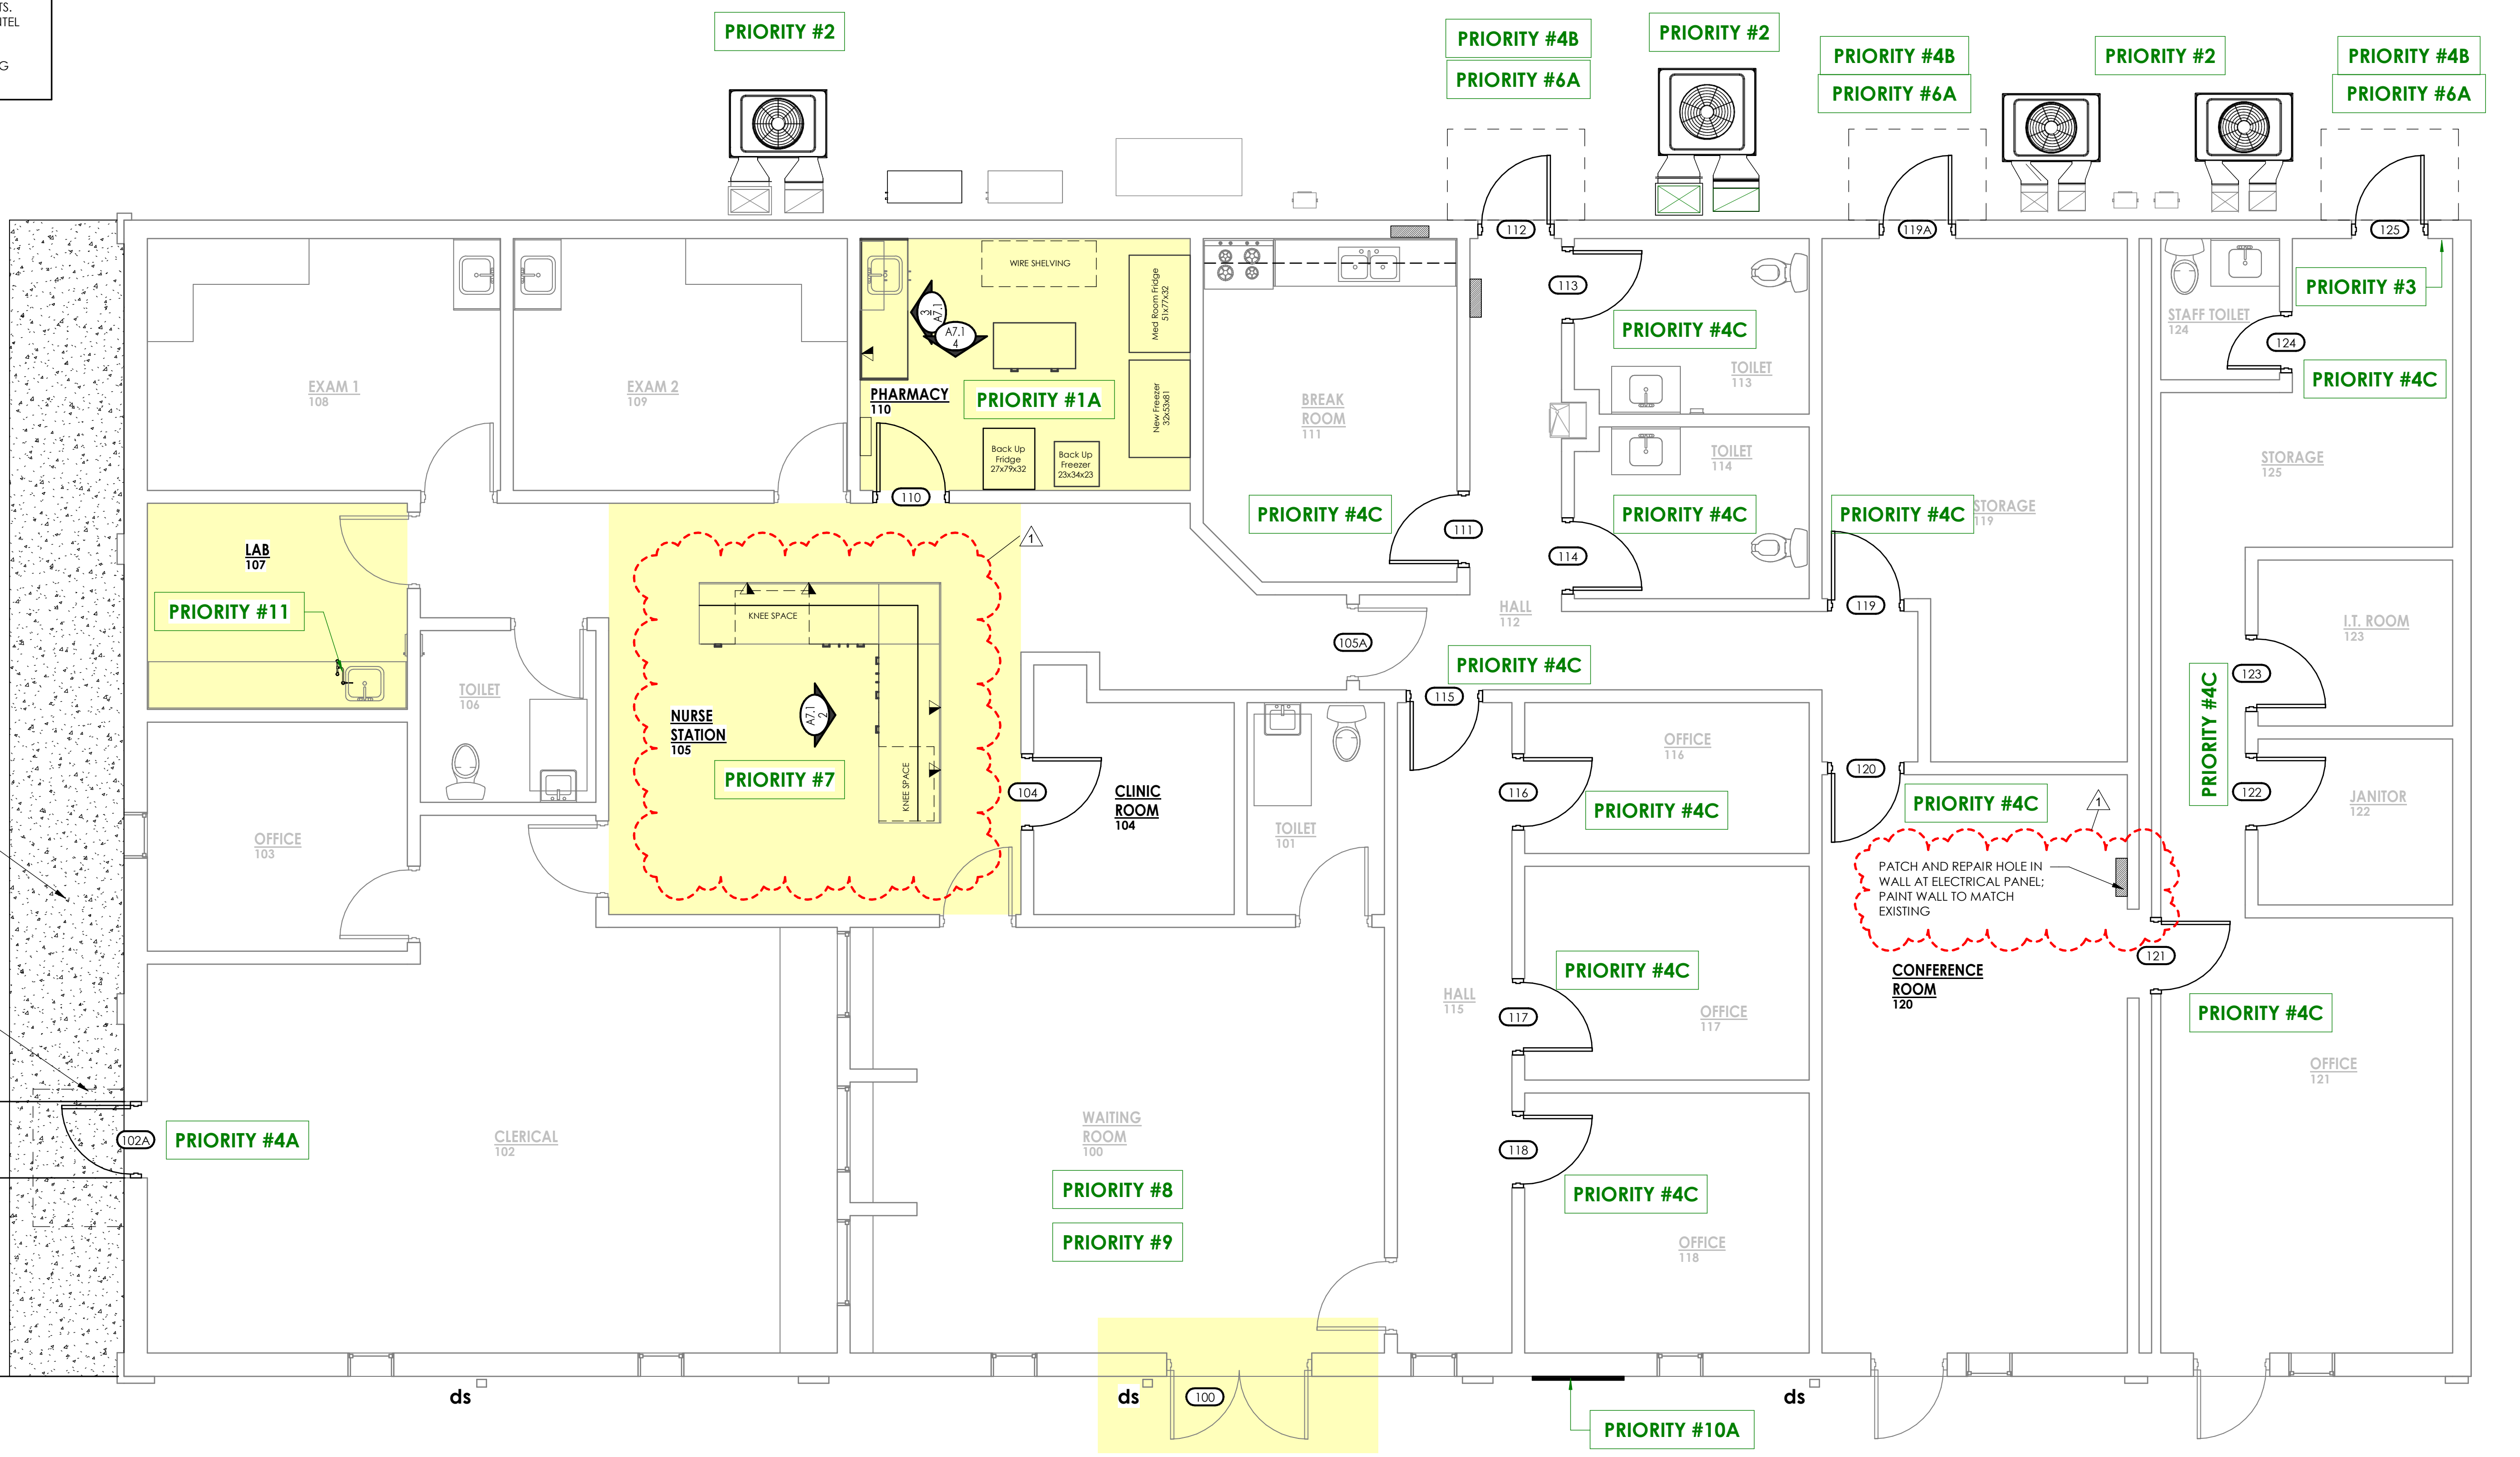 TS.
TEL
G
PRIORITY #2
PRIORITY #4B
PRIORITY #6A
PRIORITY #2
PRIORITY #4B
PRIORITY #6A
PRIORITY #2
PRIORITY #4B
PRIORITY #6A
112
119A
125
WIRE SHELVING
Med Room Fridge
51x77x32
3
A7.1
A7.1
4
113
PRIORITY #3
STAFF TOILET
124
124
PRIORITY #4C
TOILET
113
PRIORITY #4C
EXAM 1
108
EXAM 2
109
PHARMACY
110
PRIORITY #1A
New Freezer
32x53x81
BREAK
ROOM
111
Back Up
Fridge
27x79x32
Back Up
Freezer
23x34x23
TOILET
114
STORAGE
125
110
PRIORITY #4C
PRIORITY #4C
PRIORITY #4C
STORAGE
119
111
114
1
LAB
107
PRIORITY #11
KNEE SPACE
HALL
112
119
I.T. ROOM
123
105A
PRIORITY #4C
123
PRIORITY #4C
TOILET
106
115
NURSE
STATION
105
A7.1
2
PRIORITY #7
KNEE SPACE
104
CLINIC
ROOM
104
OFFICE
116
116
PRIORITY #4C
120
PRIORITY #4C
1
122
JANITOR
122
OFFICE
103
TOILET
101
PATCH AND REPAIR HOLE IN
WALL AT ELECTRICAL PANEL;
PAINT WALL TO MATCH
EXISTING
121
PRIORITY #4C
CONFERENCE
ROOM
120
HALL
115
117
OFFICE
117
PRIORITY #4C
OFFICE
121
102A
PRIORITY #4A
CLERICAL
102
WAITING
ROOM
100
118
PRIORITY #8
PRIORITY #4C
PRIORITY #9
OFFICE
118
ds
ds
100
ds
PRIORITY #10A